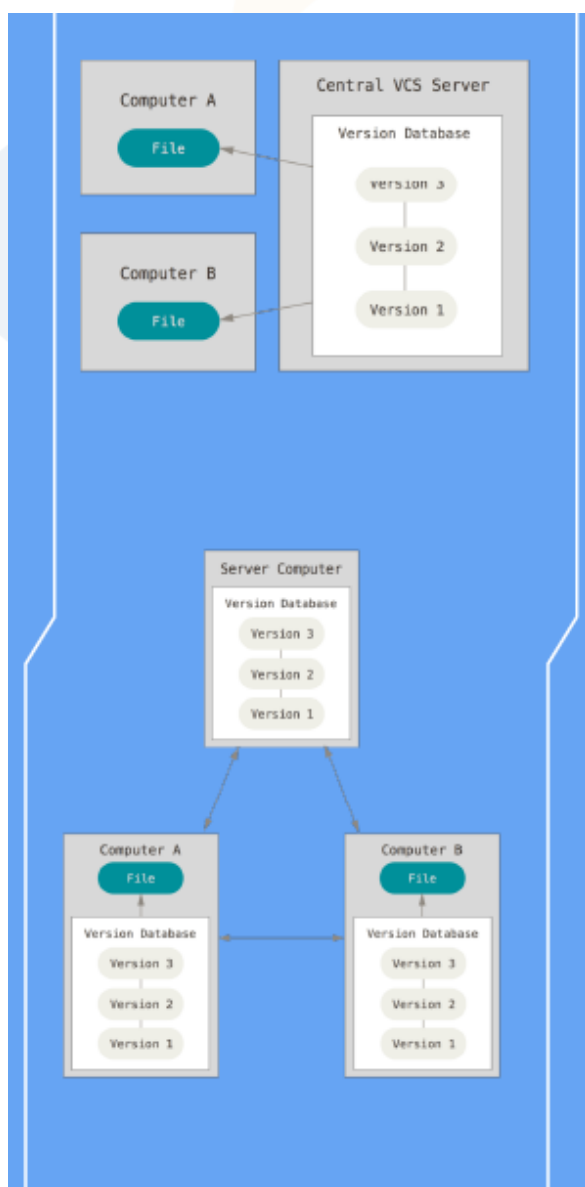 Computer A
File
Computer B
File
Central VCS Server
Version Database
Version 3
Version 2
Version 1
Server Computer
Version Database
Version 3
Version 2
Version 1
Computer A
File
Version Database
Version 3
Version 2
Version 1
Computer B
File
Version Database
Version 3
Version 2
Version 1